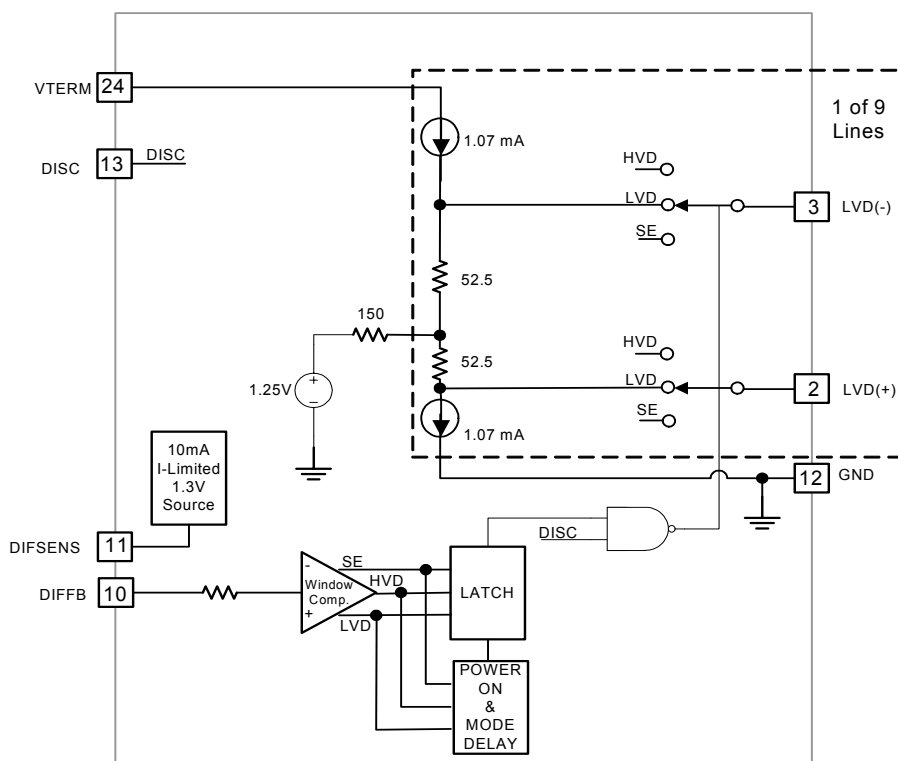 VTERM 24
1 of 9
Lines
1.07 mA
DISC 13 DISC
HVD
LVD
3 LVD(-)
SE
52.5
150
HVD
52.5
1.25V
+
−
LVD
2 LVD(+)
SE
1.07 mA
10mA
I-Limited
1.3V
Source
12 GND
DIFSENS 11
DISC
DIFFB 10
-
Window
Comp.
+
SE
HVD
LVD
LATCH
POWER
ON
&
MODE
DELAY